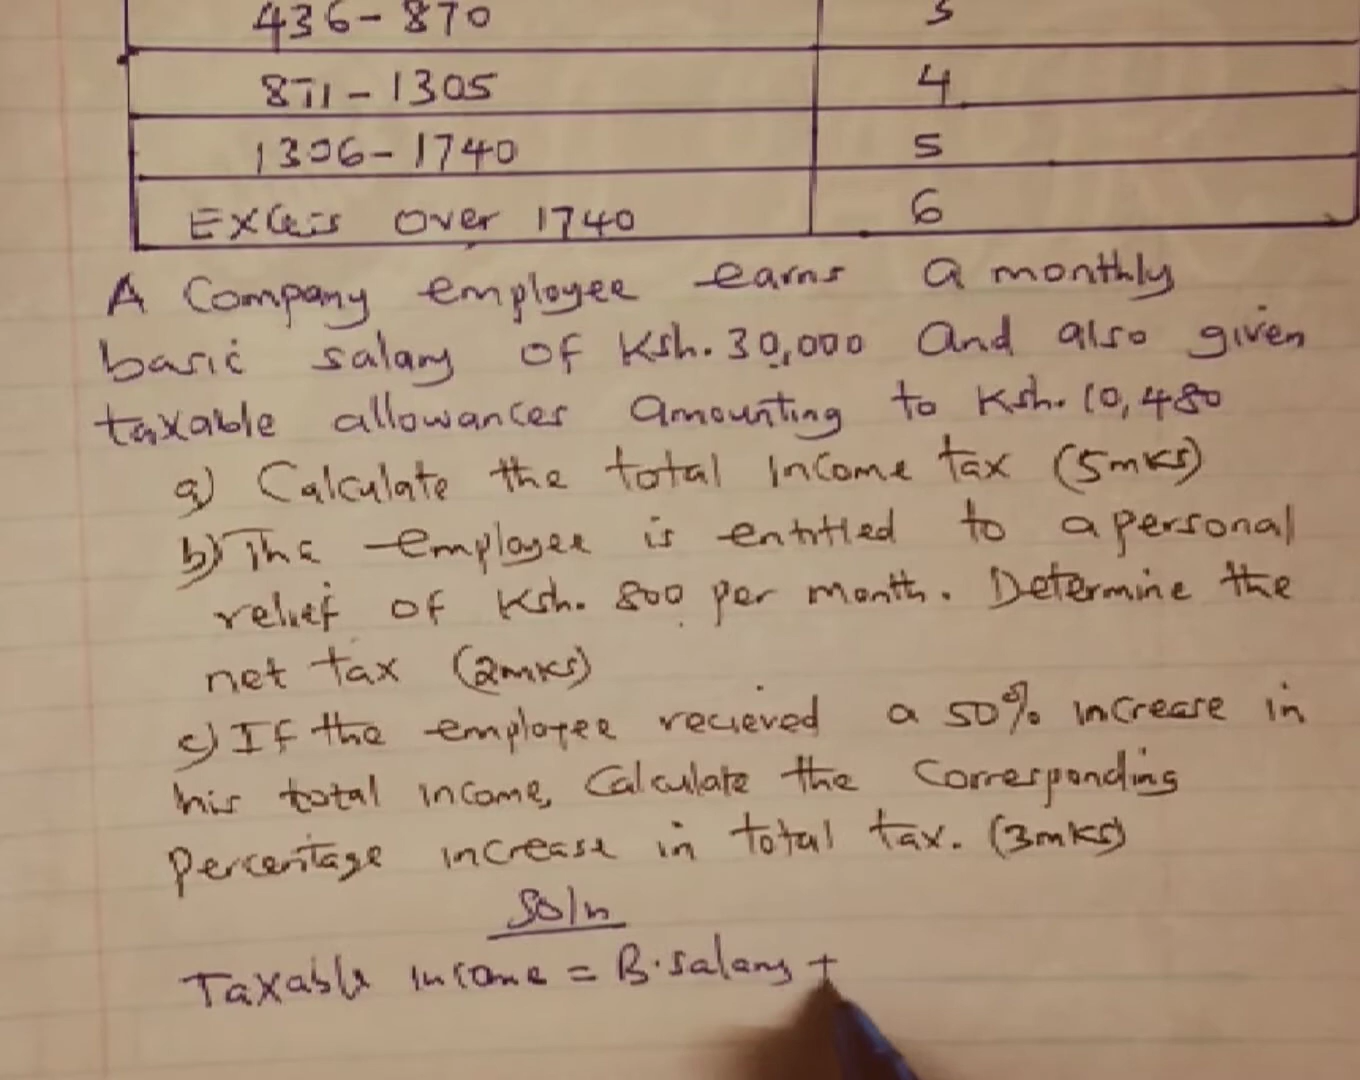 436- 870 3
871 - 1305 4
1306- 1740 5
Excess over 1740 6
A Company employee earns a monthly
basic salary of Ksh. 30,000 and also given
taxable allowances amounting to Ksh. 10,480
a) Calculate the total income tax (5mks)
b) The employee is entitled to a personal
relief of Ksh. 800 per month. Determine the
net tax (2mks)
c) If the employee recieved a 50% increase in
his total income, Calculate the corresponding
percentage increase in total tax. (3mks)
Soln
Taxable income = B.salary +